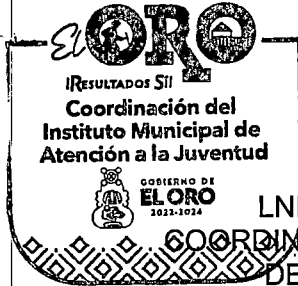 El ORO
¡RESULTADOS SI!
Coordinación del
Instituto Municipal de
Atención a la Juventud
GOBIERNO DE
EL ORO
2022-2024
LN
COORDIN
DE